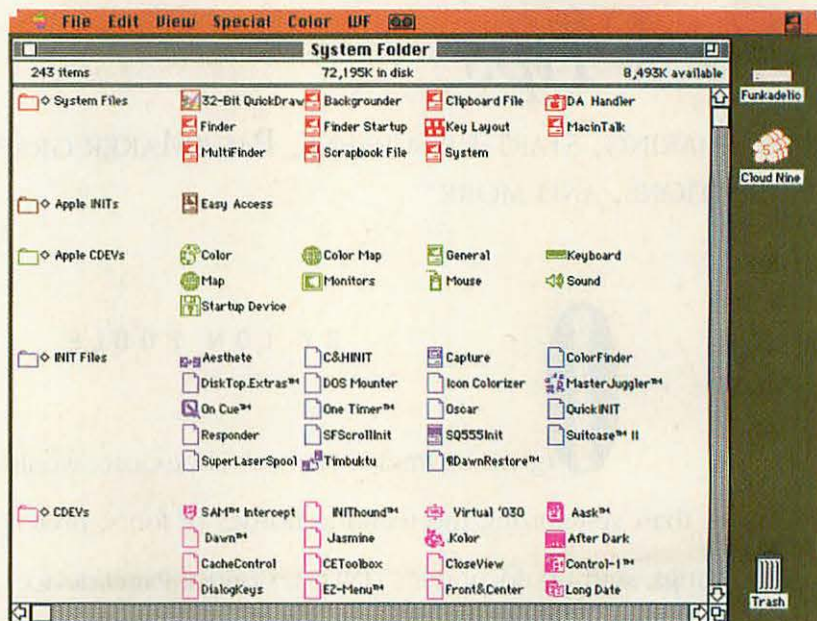 File Edit View Special Color WF
System Folder
243 items 72,195K in disk 8,493K available
Funkadelic
Cloud Nine
System Files 32-Bit QuickDraw Backgrounder Clipboard File DA Handler
Finder Finder Startup Key Layout MacinTalk
MultiFinder Scrapbook File System
Apple INITs Easy Access
Apple CDEVs Color Color Map General Keyboard
Map Monitors Mouse Sound
Startup Device
INIT Files Aesthete C&HINIT Capture ColorFinder
DiskTop.Extras™ DOS Mounter Icon Colorizer MasterJuggler™
On Cue™ One Timer™ Oscar QuickINIT
Responder SFScrollInit SQ555Init Suitcase™ II
SuperLaserSpool Timbuktu DawnRestore™
CDEVs SAM™ Intercept INIThound™ Virtual '030 Aask™
Dawn™ Jasmine Kolor After Dark
CacheControl CEToolbox CloseView Control-1™
DialogKeys EZ-Menu™ Front&Center Long Date
Trash